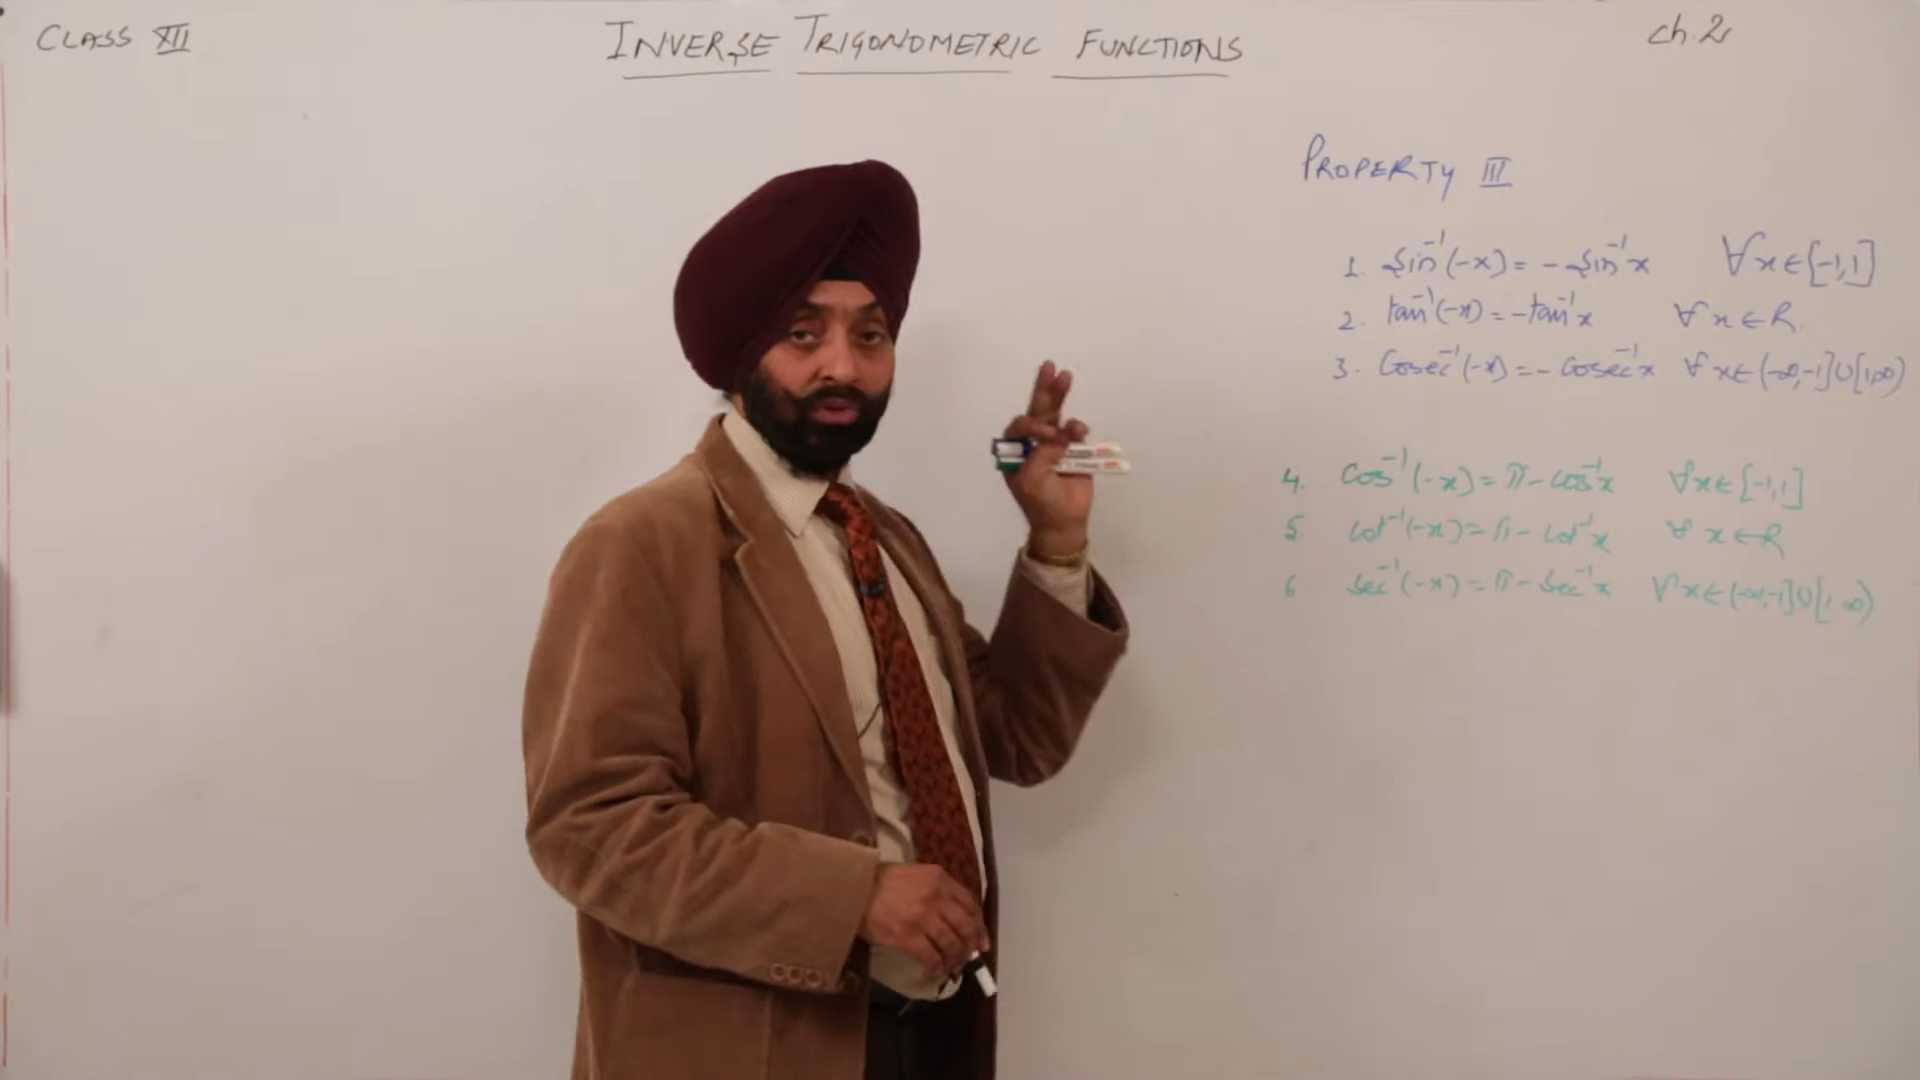 CLASS XII
INVERSE TRIGONOMETRIC FUNCTIONS
ch.2
PROPERTY III
1. Sin⁻¹(-x) = - Sin⁻¹x ∀x∈[-1,1]
2. tan⁻¹(-x) = -tan⁻¹x ∀ x∈R.
3. Cosec⁻¹(-x) = - Cosec⁻¹x ∀ x∈(-∞,-1]∪[1,∞)
4. Cos⁻¹(-x) = π - cos⁻¹x ∀x∈[-1,1]
5 cot⁻¹(-x) = π - cot⁻¹x ∀ x∈R
6 Sec⁻¹(-x) = π - Sec⁻¹x ∀x∈(-∞,-1]∪[1,∞)